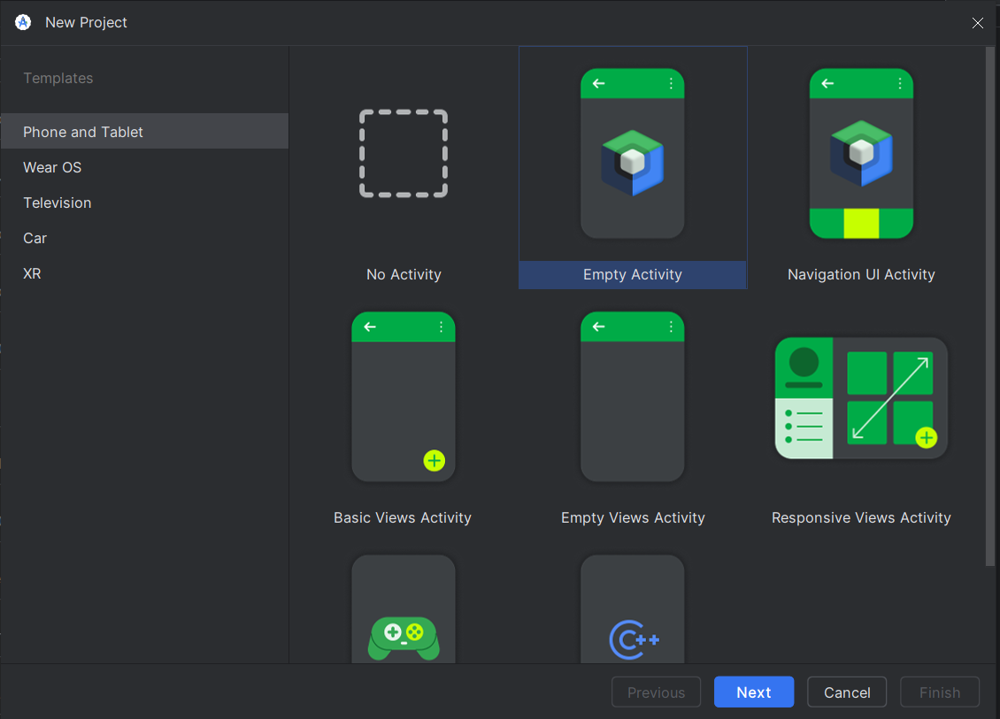 New Project
Templates
Phone and Tablet
Wear OS
Television
Car
XR
No Activity
Empty Activity
Navigation UI Activity
Basic Views Activity
Empty Views Activity
Responsive Views Activity
C++
Previous
Next
Cancel
Finish